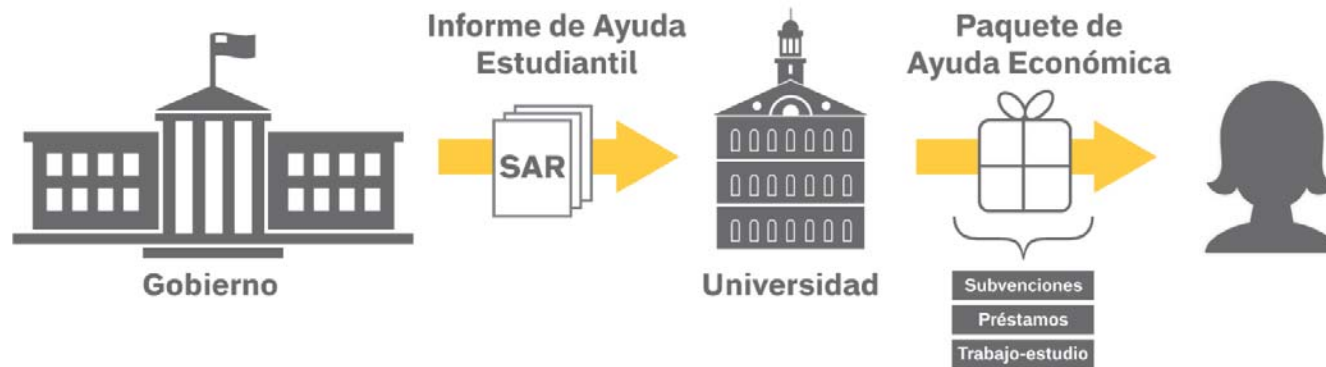 Informe de Ayuda
Estudiantil
SAR
Gobierno
Universidad
Paquete de
Ayuda Económica
Subvenciones
Préstamos
Trabajo-estudio